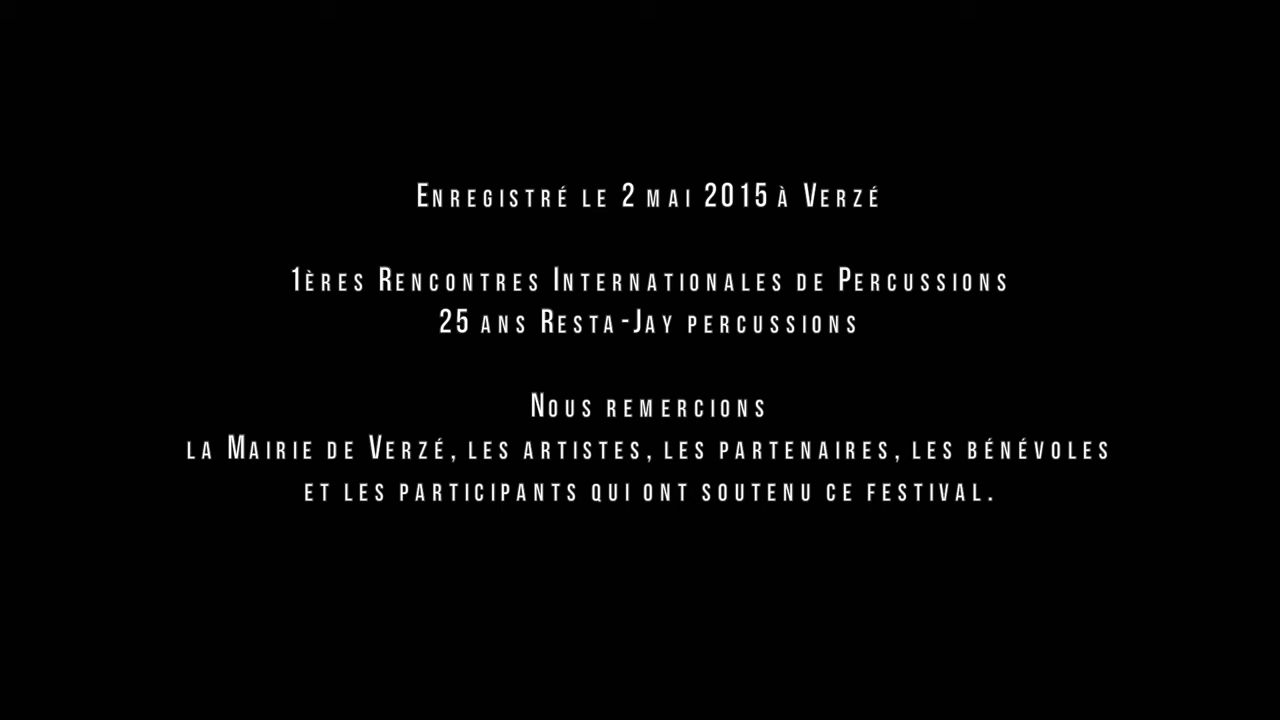 Enregistré le 2 mai 2015 à Verzé
1ères Rencontres Internationales de Percussions
25 ans Resta-Jay percussions
Nous remercions
la Mairie de Verzé, les artistes, les partenaires, les bénévoles
et les participants qui ont soutenu ce festival.